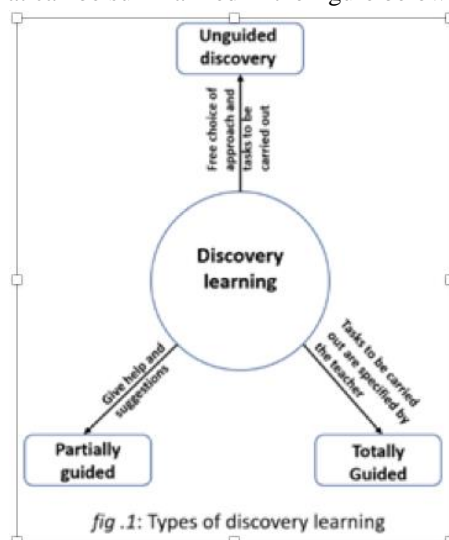 Unguided
discovery
Free choice of
approach and
tasks to be
carried out
Discovery
learning
Give help and
suggestions
Tasks to be carried
out are specified by
the teacher
Partially
guided
Totally
Guided
fig .1: Types of discovery learning